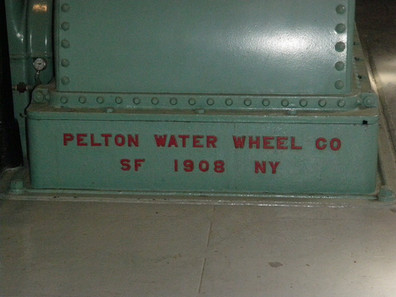 PELTON WATER WHEEL CO
SF 1908 NY